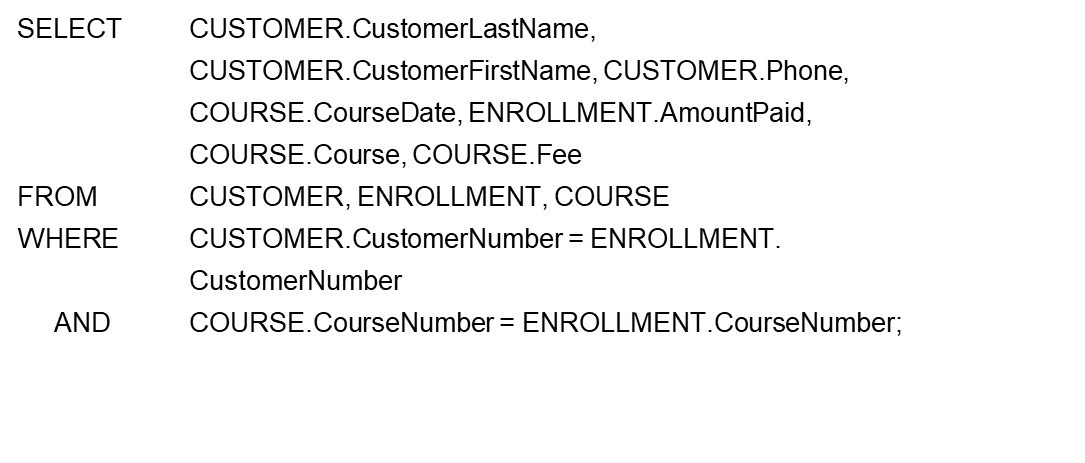 SELECT CUSTOMER.CustomerLastName,
CUSTOMER.CustomerFirstName, CUSTOMER.Phone,
COURSE.CourseDate, ENROLLMENT.AmountPaid,
COURSE.Course, COURSE.Fee
FROM CUSTOMER, ENROLLMENT, COURSE
WHERE CUSTOMER.CustomerNumber = ENROLLMENT.
CustomerNumber
AND COURSE.CourseNumber = ENROLLMENT.CourseNumber;